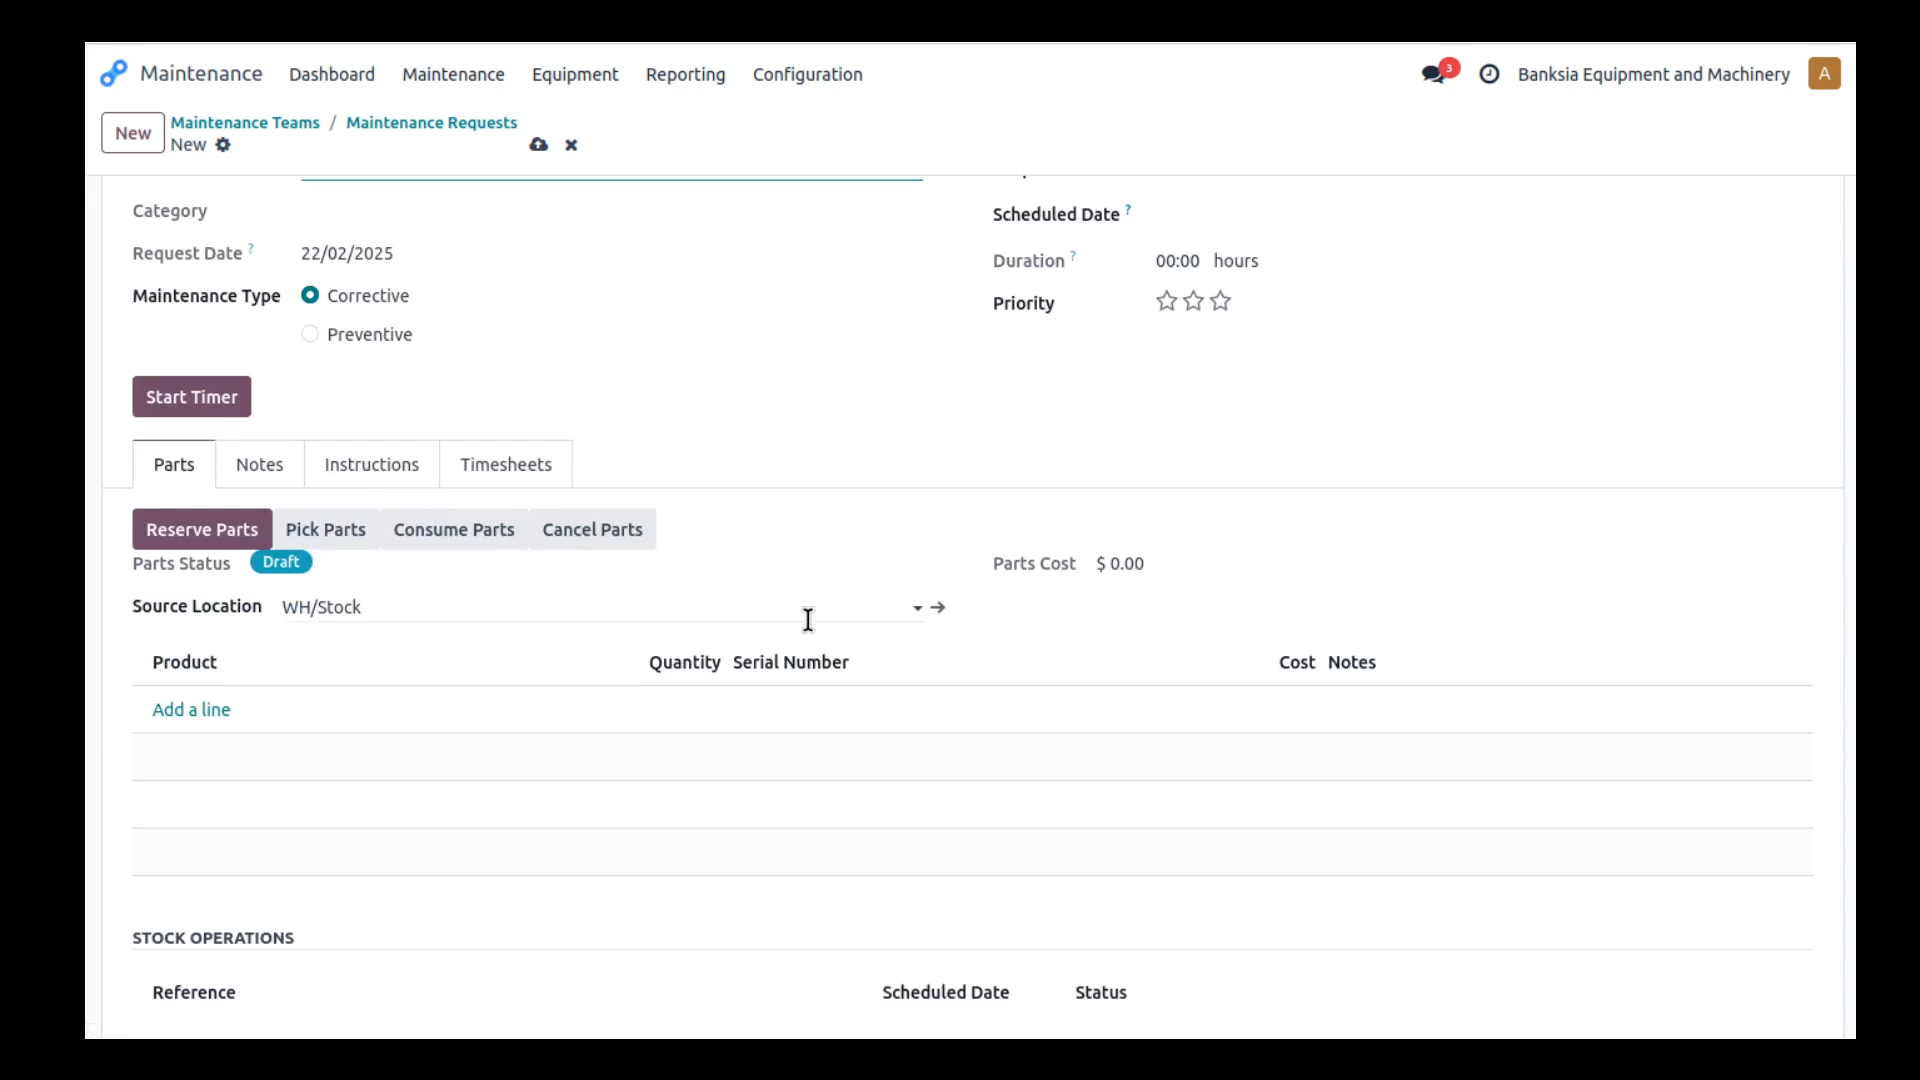 Maintenance Dashboard Maintenance Equipment Reporting Configuration 3 Banksia Equipment and Machinery A
New Maintenance Teams / Maintenance Requests
New
Category
Scheduled Date ?
Request Date ? 22/02/2025
Duration ? 00:00 hours
Maintenance Type Corrective
Priority
Preventive
Start Timer
Parts Notes Instructions Timesheets
Reserve Parts Pick Parts Consume Parts Cancel Parts
Parts Status Draft Parts Cost $ 0.00
Source Location WH/Stock
Product Quantity Serial Number Cost Notes
Add a line
STOCK OPERATIONS
Reference Scheduled Date Status